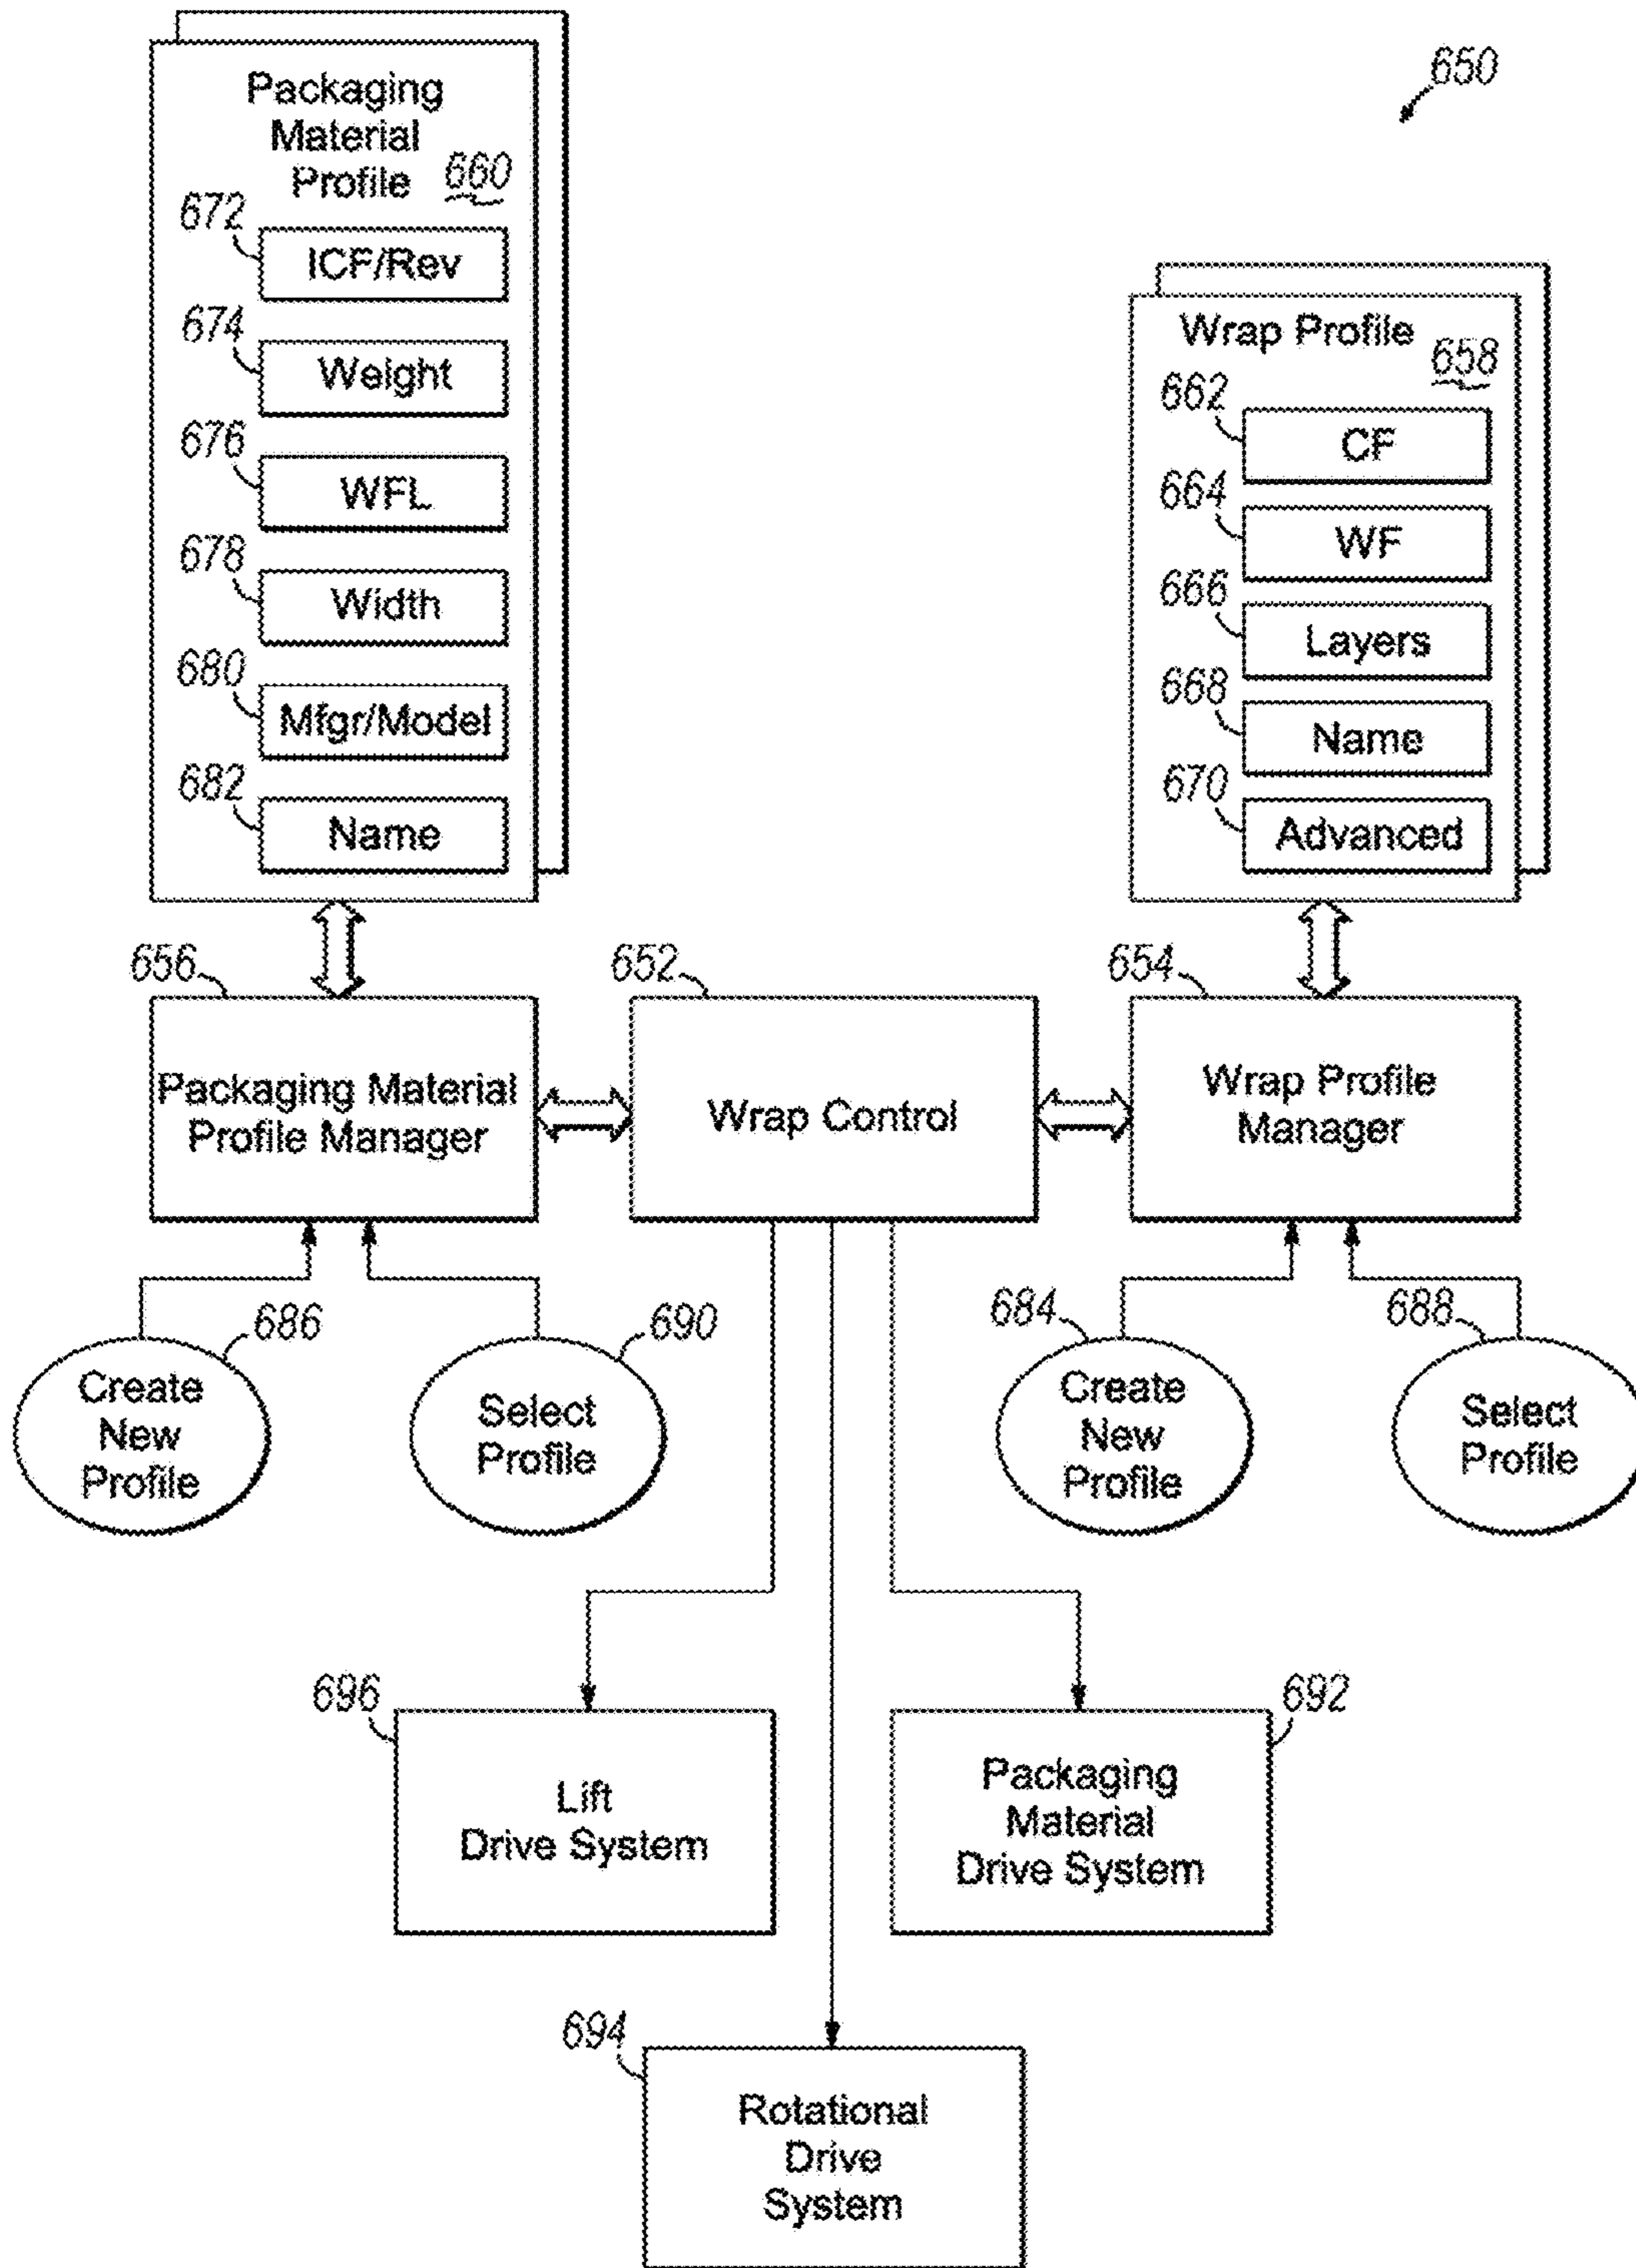 650
Packaging
Material
Profile
660
672
ICF/Rev
674
Weight
676
WFL
678
Width
680
Mfgr/Model
682
Name
Wrap Profile
658
662
CF
664
WF
666
Layers
668
Name
670
Advanced
656
Packaging Material
Profile Manager
652
Wrap Control
654
Wrap Profile
Manager
686
Create
New
Profile
690
Select
Profile
684
Create
New
Profile
688
Select
Profile
696
Lift
Drive System
692
Packaging
Material
Drive System
694
Rotational
Drive
System